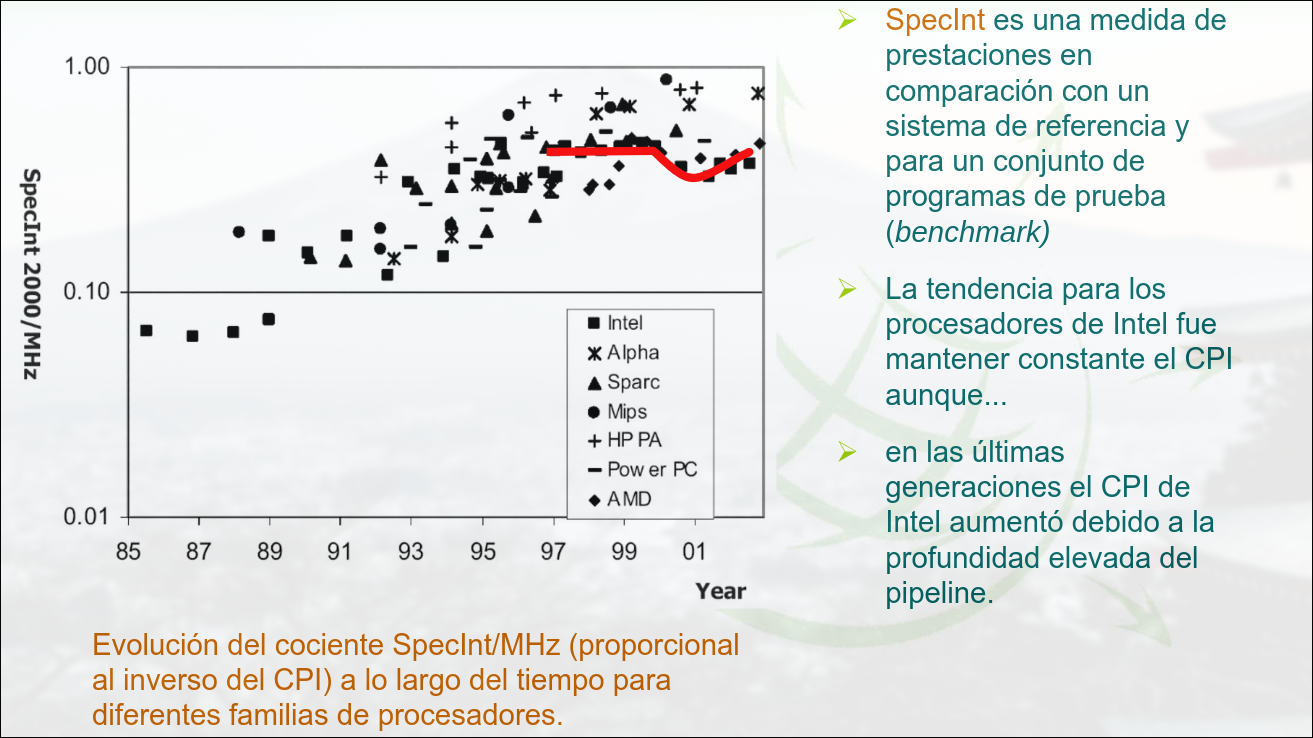 SpecInt es una medida de
prestaciones en
comparación con un
sistema de referencia y
para un conjunto de
programas de prueba
(benchmark)
La tendencia para los
procesadores de Intel fue
mantener constante el CPI
aunque...
en las últimas
generaciones el CPI de
Intel aumentó debido a la
profundidad elevada del
pipeline.
SpecInt 2000/MHz
1.00
0.10
0.01
85 87 89 91 93 95 97 99 01
Year
Intel
Alpha
Sparc
Mips
HP PA
Pow er PC
AMD
Evolución del cociente SpecInt/MHz (proporcional
al inverso del CPI) a lo largo del tiempo para
diferentes familias de procesadores.